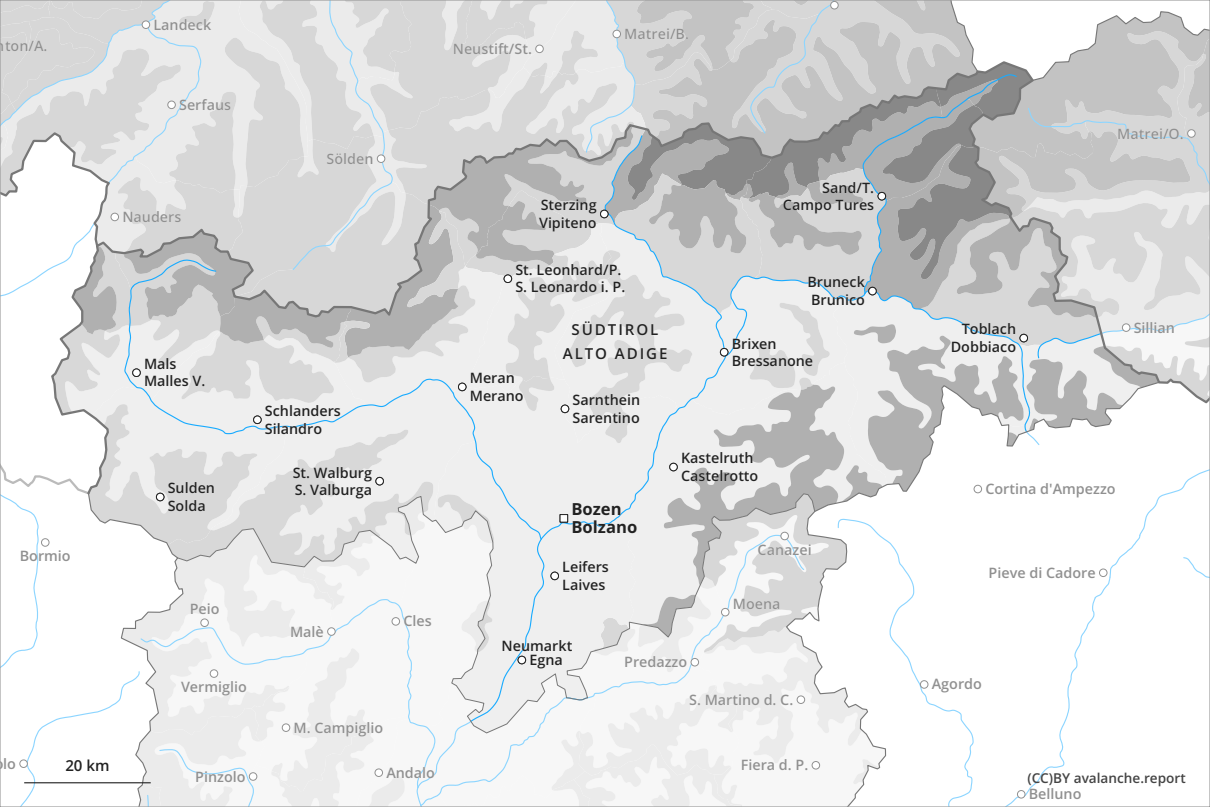 Landeck
nton/A.
Neustift/St.
Matrei/B.
Serfaus
Matrei/O.
Sölden
Nauders
Sand/T.
Campo Tures
Sterzing
Vipiteno
St. Leonhard/P.
S. Leonardo i. P.
Bruneck
Brunico
SÜDTIROL
ALTO ADIGE
Toblach
Dobbiaco
Sillian
Brixen
Bressanone
Mals
Malles V.
Meran
Merano
Sarnthein
Sarentino
Schlanders
Silandro
Kastelruth
Castelrotto
St. Walburg
S. Valburga
Sulden
Solda
Cortina d'Ampezzo
Bozen
Bolzano
Bormio
Canazei
Leifers
Laives
Pieve di Cadore
Peio
Moena
Malè
Cles
Neumarkt
Egna
Predazzo
Vermiglio
Agordo
S. Martino d. C.
M. Campiglio
olo
20 km
Pinzolo
Andalo
Fiera d. P.
(CC)BY avalanche.report
Belluno